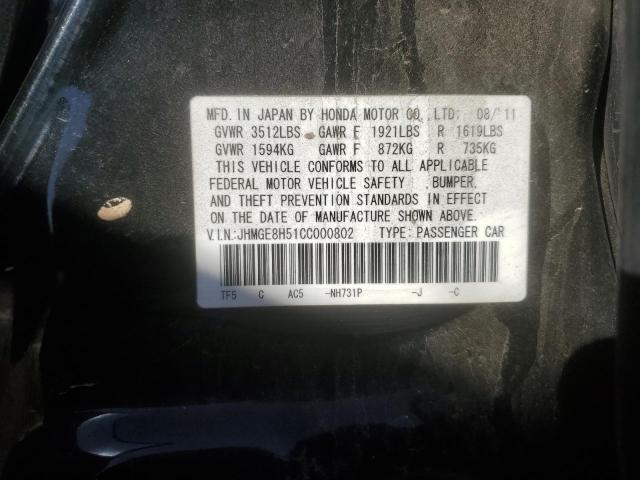 MFD. IN JAPAN BY HONDA MOTOR CO.,LTD: 08/'11
GVWR 3512LBS GAWR F 1921LBS R 1619LBS
GVWR 1594KG GAWR F 872KG R 735KG
THIS VEHICLE CONFORMS TO ALL APPLICABLE
FEDERAL MOTOR VEHICLE SAFETY , BUMPER,
AND THEFT PREVENTION STANDARDS IN EFFECT
ON THE DATE OF MANUFACTURE SHOWN ABOVE.
V.I.N:JHMGE8H51CC000802 TYPE: PASSENGER CAR
TF5 C AC5 -NH731P -J -C